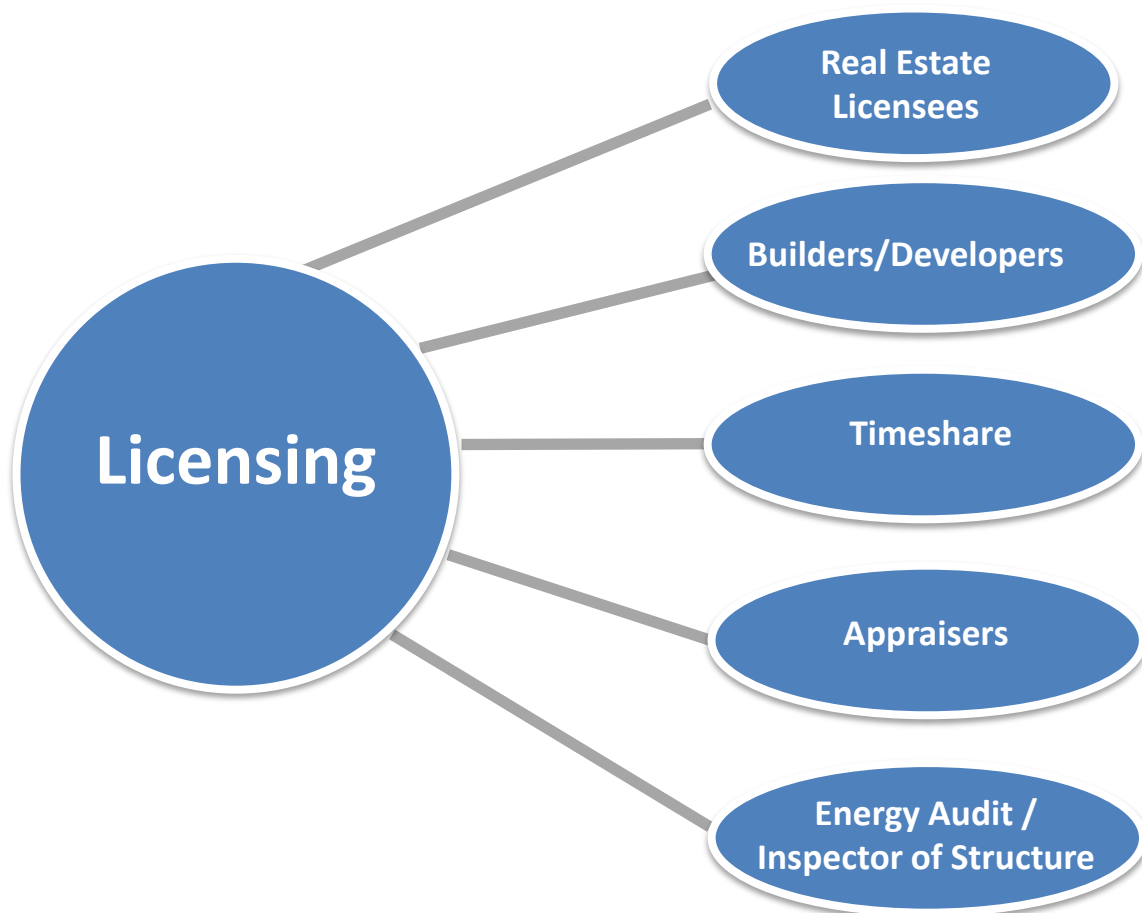 Licensing
Real Estate
Licensees
Builders/Developers
Timeshare
Appraisers
Energy Audit /
Inspector of Structure